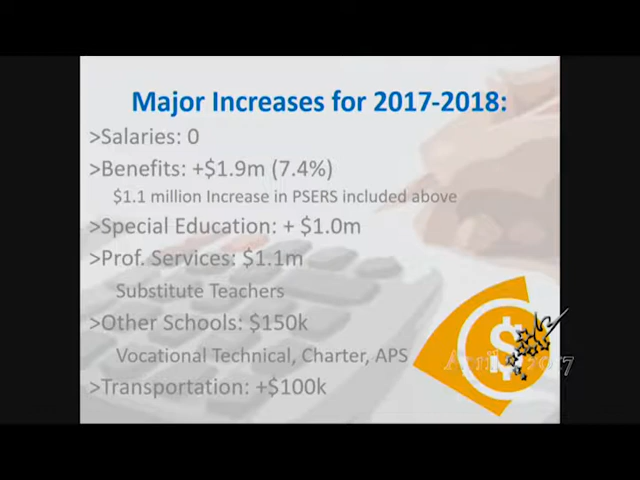 Major Increases for 2017-2018:
>Salaries: 0
>Benefits: +$1.9m (7.4%)
$1.1 million Increase in PSERS included above
>Special Education: + $1.0m
>Prof. Services: $1.1m
Substitute Teachers
>Other Schools: $150k
Vocational Technical, Charter, APS
>Transportation: +$100k
$